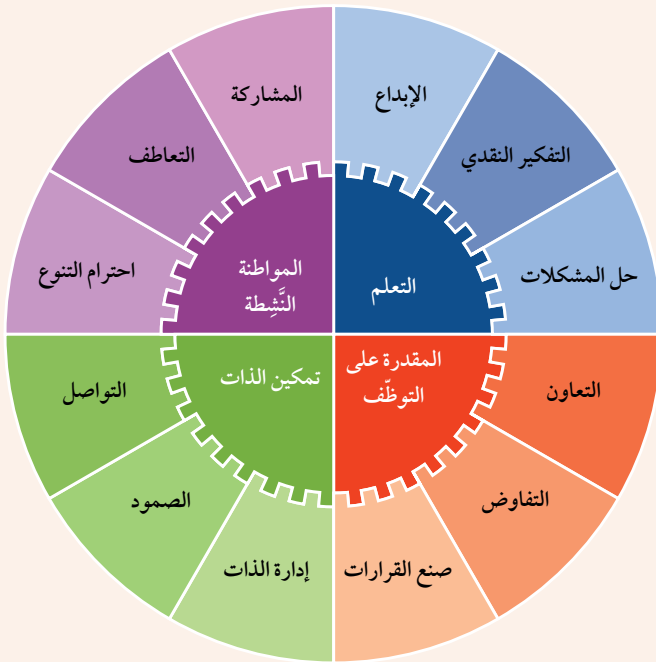 الإبداع
التفكير النقدي
حل المشكلات
التعلم
المشاركة
التعاطف
احترام التنوع
المواطنة
النَّشِطة
التعاون
التفاوض
صنع القرارات
المقدرة على
التوظّف
التواصل
الصمود
إدارة الذات
تمكين الذات